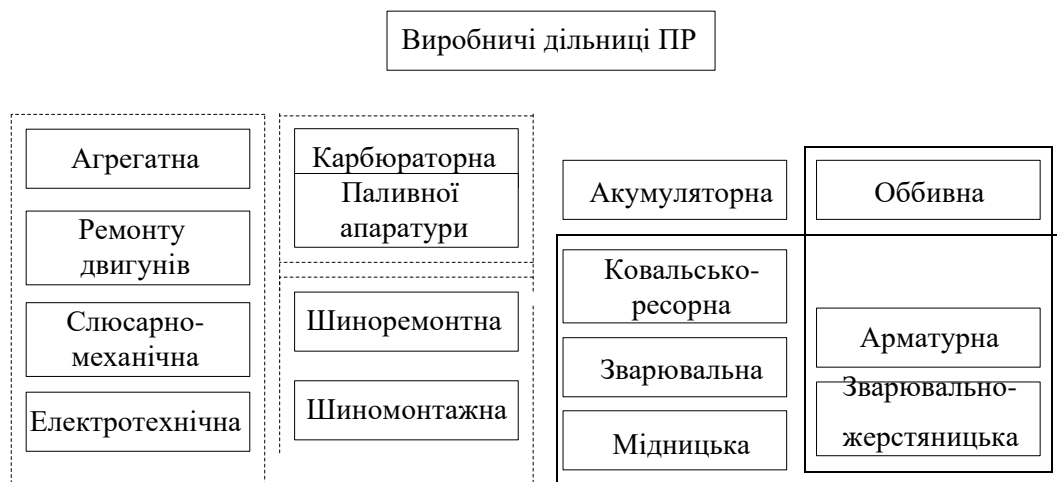 Виробничі дільниці ПР
Агрегатна
Ремонту
двигунів
Слюсарно-
механічна
Електротехнічна
Карбюраторна
Паливної
апаратури
Шиноремонтна
Шиномонтажна
Акумуляторна
Ковальсько-
ресорна
Зварювальна
Мідницька
Оббивна
Арматурна
Зварювально-
жерстяницька